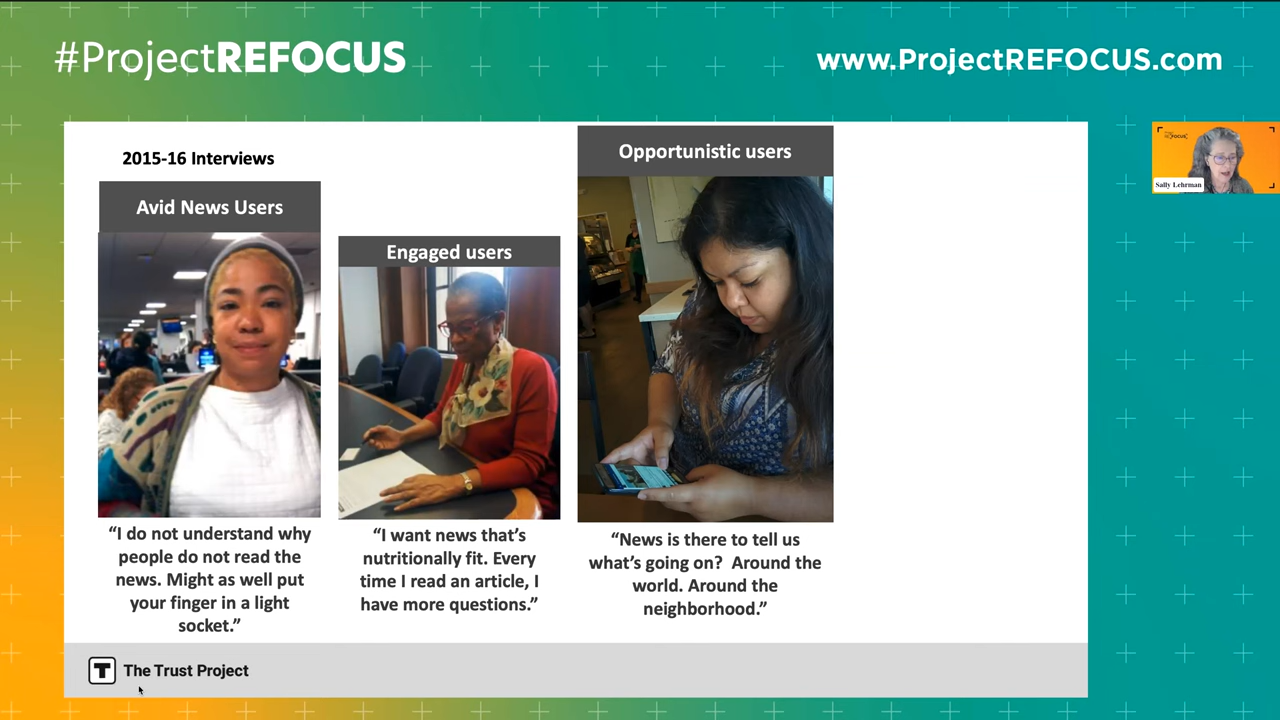 #ProjectREFOCUS
www.ProjectREFOCUS.com
2015-16 Interviews
Avid News Users
Engaged users
Opportunistic users
“I do not understand why
people do not read the
news. Might as well put
your finger in a light
socket.”
“I want news that’s
nutritionally fit. Every
time I read an article, I
have more questions.”
“News is there to tell us
what’s going on?  Around the
world. Around the
neighborhood.”
T The Trust Project
REFOCUS
Sally Lehrman